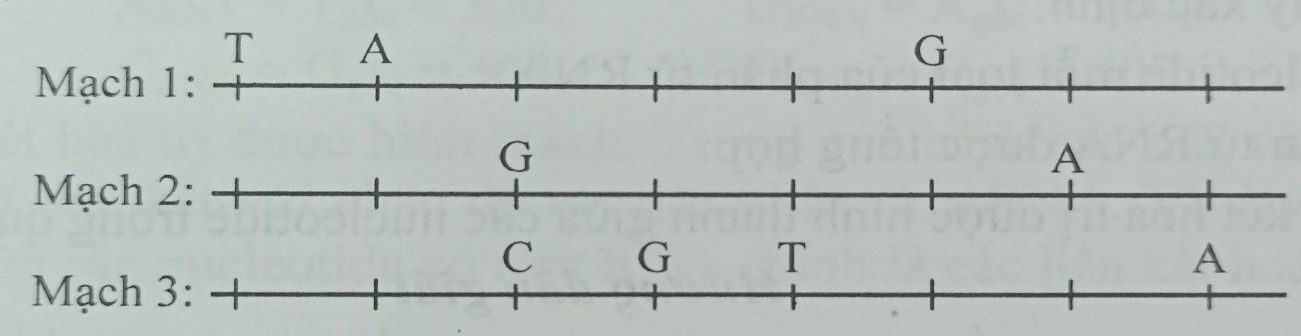 T A G
Mạch 1:
G A
Mạch 2:
C G T A
Mạch 3: